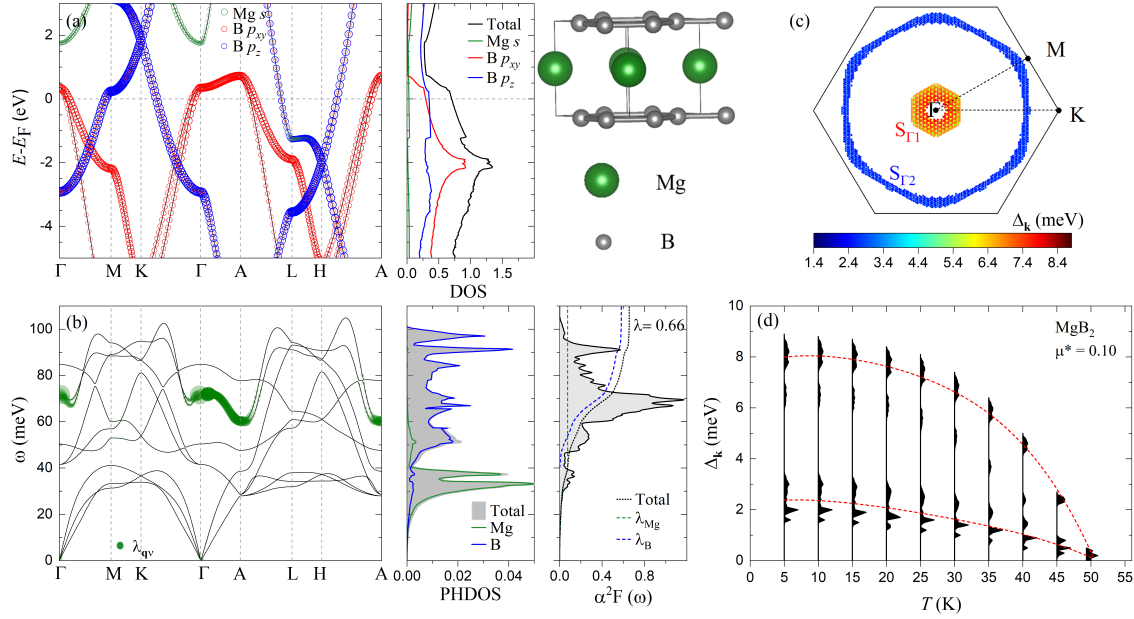 (a)
Mg s
B pxy
B pz
E-EF (eV)
2
0
-2
-4
Γ M K Γ A L H A
Total
Mg s
B pxy
B pz
0.0 0.5 1.0 1.5
DOS
Mg
B
(c)
M
Γ
K
SΓ1
SΓ2
Δk (meV)
1.4 2.4 4.4 6.4 7.4 8.4
(b)
ω (meV)
100
80
60
40
20
0
λqν
Γ M K Γ A L H A
Total
Mg
B
0.00 0.02 0.04
PHDOS
λ= 0.66
Total
λMg
λB
0.0 0.4 0.8
α²F (ω)
(d)
MgB2
μ* = 0.10
Δk (meV)
10
8
6
4
2
0
0 5 10 15 20 25 30 35 40 45 50 55
T (K)